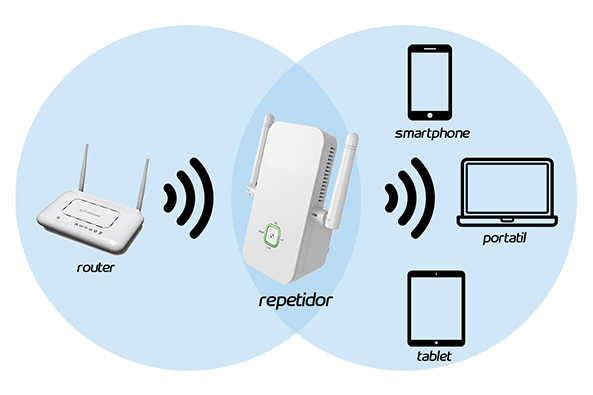 smartphone
portatil
router
repetidor
tablet